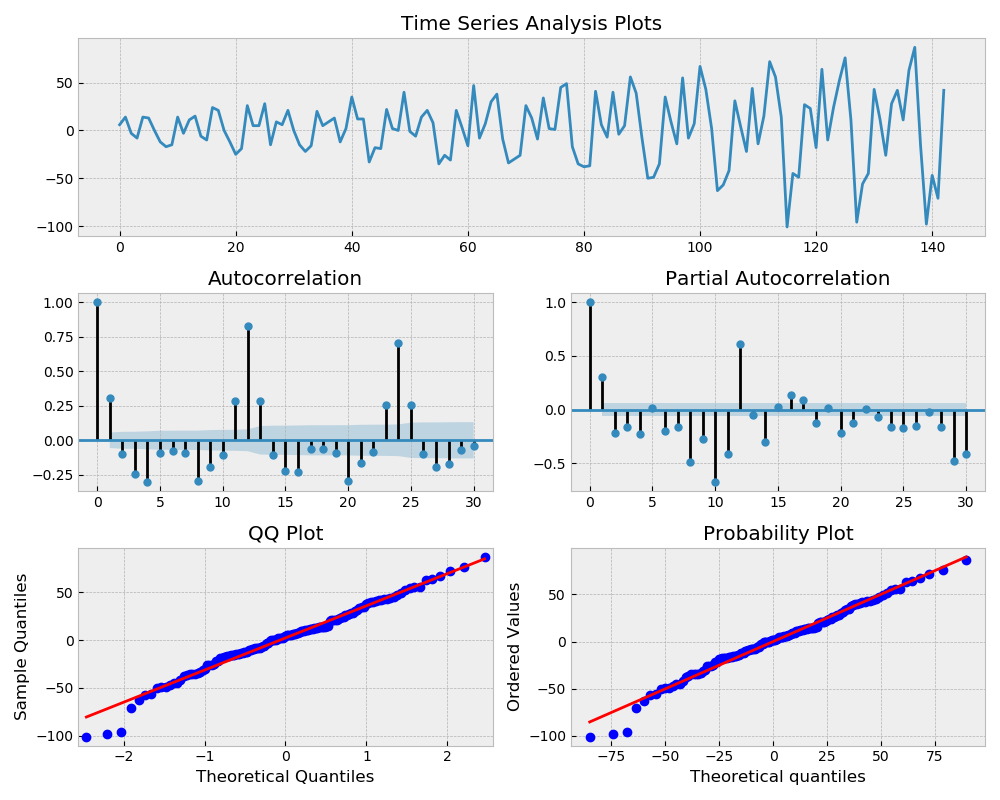 Time Series Analysis Plots
50
0
−50
−100
0 20 40 60 80 100 120 140
Autocorrelation
Partial Autocorrelation
1.00
0.75
0.50
0.25
0.00
−0.25
0 5 10 15 20 25 30
1.0
0.5
0.0
−0.5
0 5 10 15 20 25 30
QQ Plot
Probability Plot
Sample Quantiles
50
0
−50
−100
−2 −1 0 1 2
Theoretical Quantiles
Ordered Values
50
0
−50
−100
−75 −50 −25 0 25 50 75
Theoretical quantiles